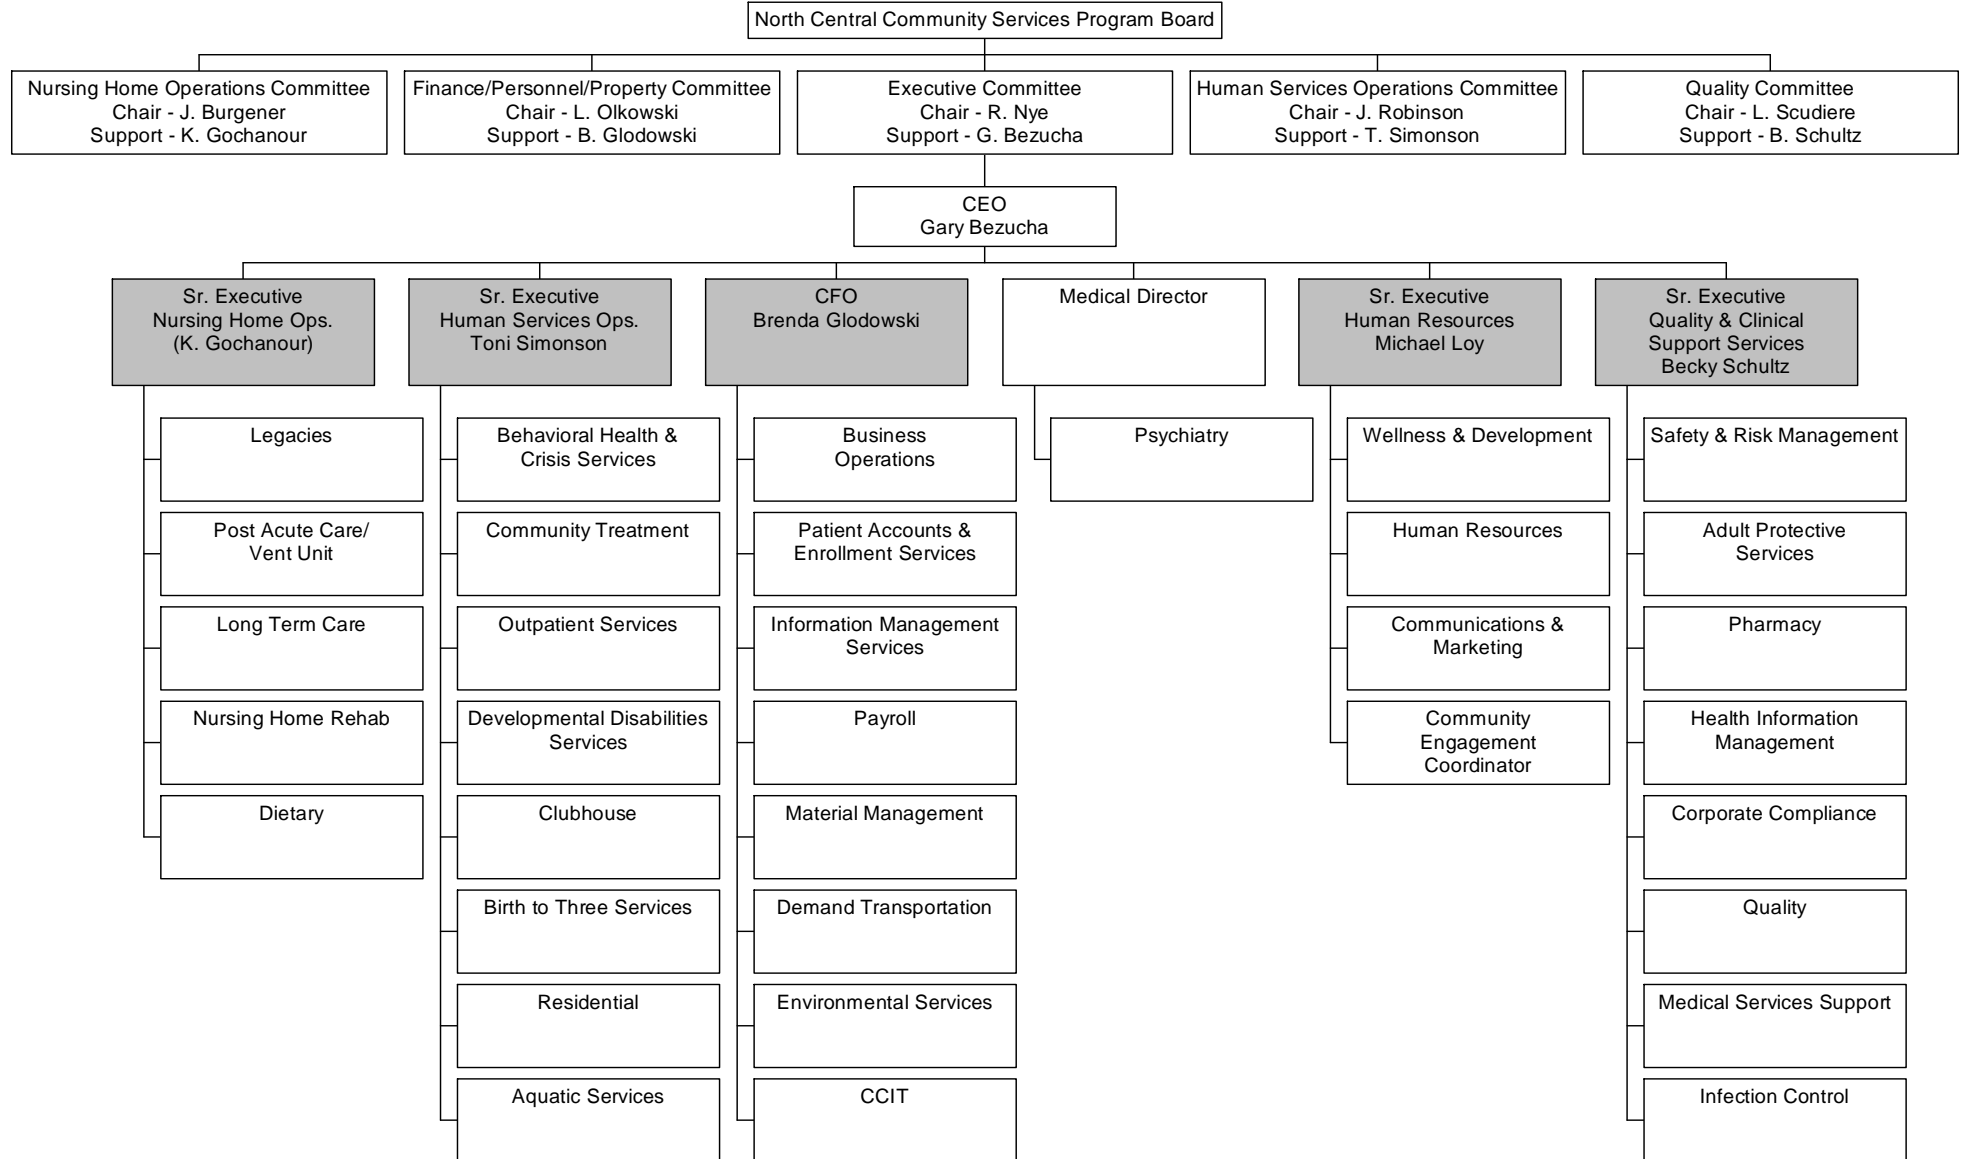 North Central Community Services Program Board
Nursing Home Operations Committee
Chair - J. Burgener
Support - K. Gochanour
Finance/Personnel/Property Committee
Chair - L. Olkowski
Support - B. Glodowski
Executive Committee
Chair - R. Nye
Support - G. Bezucha
Human Services Operations Committee
Chair - J. Robinson
Support - T. Simonson
Quality Committee
Chair - L. Scudiere
Support - B. Schultz
CEO
Gary Bezucha
Sr. Executive
Nursing Home Ops.
(K. Gochanour)
Legacies
Post Acute Care/
Vent Unit
Long Term Care
Nursing Home Rehab
Dietary
Sr. Executive
Human Services Ops.
Toni Simonson
Behavioral Health &
Crisis Services
Community Treatment
Outpatient Services
Developmental Disabilities
Services
Clubhouse
Birth to Three Services
Residential
Aquatic Services
CFO
Brenda Glodowski
Business
Operations
Patient Accounts &
Enrollment Services
Information Management
Services
Payroll
Material Management
Demand Transportation
Environmental Services
CCIT
Medical Director
Psychiatry
Sr. Executive
Human Resources
Michael Loy
Wellness & Development
Human Resources
Communications &
Marketing
Community
Engagement
Coordinator
Sr. Executive
Quality & Clinical
Support Services
Becky Schultz
Safety & Risk Management
Adult Protective
Services
Pharmacy
Health Information
Management
Corporate Compliance
Quality
Medical Services Support
Infection Control